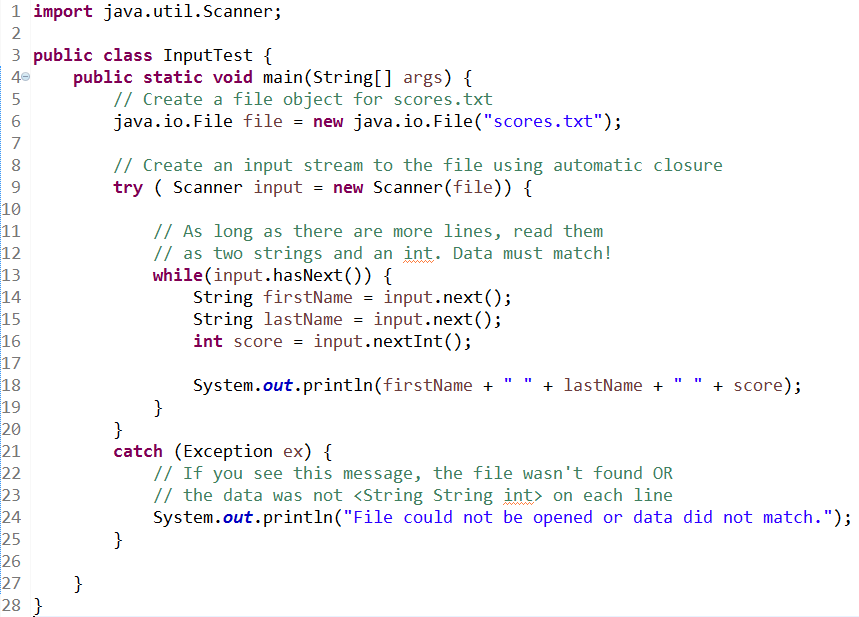 1 import java.util.Scanner;
2
3 public class InputTest {
4     public static void main(String[] args) {
5         // Create a file object for scores.txt
6         java.io.File file = new java.io.File("scores.txt");
7
8         // Create an input stream to the file using automatic closure
9         try ( Scanner input = new Scanner(file)) {
10
11             // As long as there are more lines, read them
12             // as two strings and an int. Data must match!
13             while(input.hasNext()) {
14                 String firstName = input.next();
15                 String lastName = input.next();
16                 int score = input.nextInt();
17
18                 System.out.println(firstName + " " + lastName + " " + score);
19             }
20         }
21         catch (Exception ex) {
22             // If you see this message, the file wasn't found OR
23             // the data was not <String String int> on each line
24             System.out.println("File could not be opened or data did not match.");
25         }
26
27     }
28 }